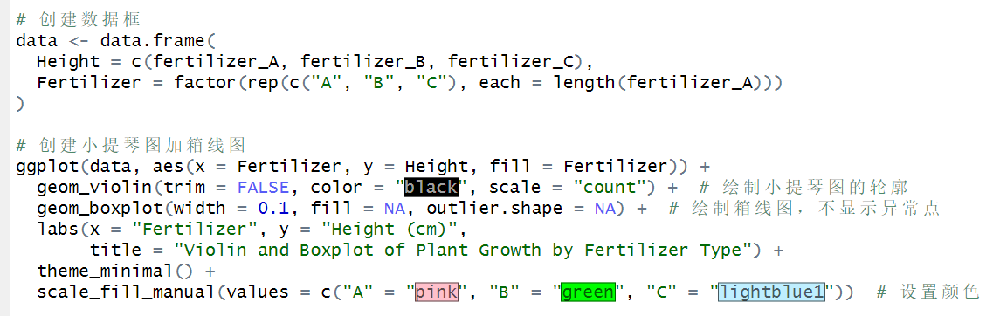 # 创建数据框
data <- data.frame(
  Height = c(fertilizer_A, fertilizer_B, fertilizer_C),
  Fertilizer = factor(rep(c("A", "B", "C"), each = length(fertilizer_A)))
)

# 创建小提琴图加箱线图
ggplot(data, aes(x = Fertilizer, y = Height, fill = Fertilizer)) +
  geom_violin(trim = FALSE, color = "black", scale = "count") +  # 绘制小提琴图的轮廓
  geom_boxplot(width = 0.1, fill = NA, outlier.shape = NA) +  # 绘制箱线图，不显示异常点
  labs(x = "Fertilizer", y = "Height (cm)",
       title = "Violin and Boxplot of Plant Growth by Fertilizer Type") +
  theme_minimal() +
  scale_fill_manual(values = c("A" = "pink", "B" = "green", "C" = "lightblue1"))  # 设置颜色